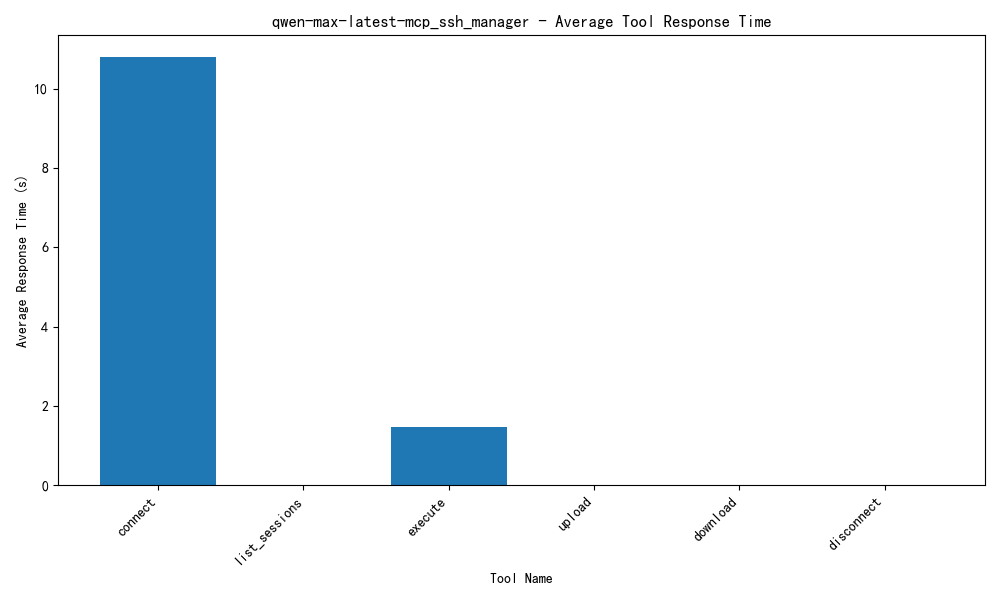 qwen-max-latest-mcp_ssh_manager - Average Tool Response Time
Average Response Time (s)
10
8
6
4
2
0
connect
list_sessions
execute
upload
download
disconnect
Tool Name